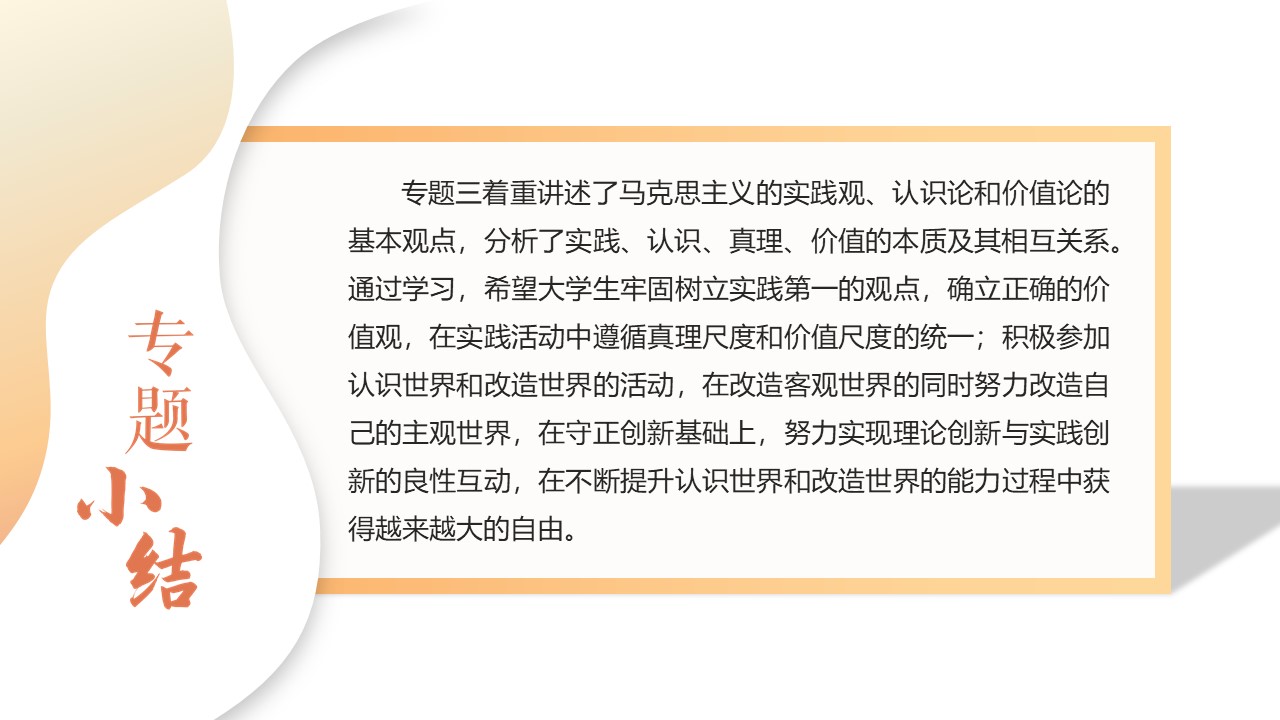 专题小结
专题三着重讲述了马克思主义的实践观、认识论和价值论的
基本观点，分析了实践、认识、真理、价值的本质及其相互关系。
通过学习，希望大学生牢固树立实践第一的观点，确立正确的价
值观，在实践活动中遵循真理尺度和价值尺度的统一；积极参加
认识世界和改造世界的活动，在改造客观世界的同时努力改造自
己的主观世界，在守正创新基础上，努力实现理论创新与实践创
新的良性互动，在不断提升认识世界和改造世界的能力过程中获
得越来越大的自由。